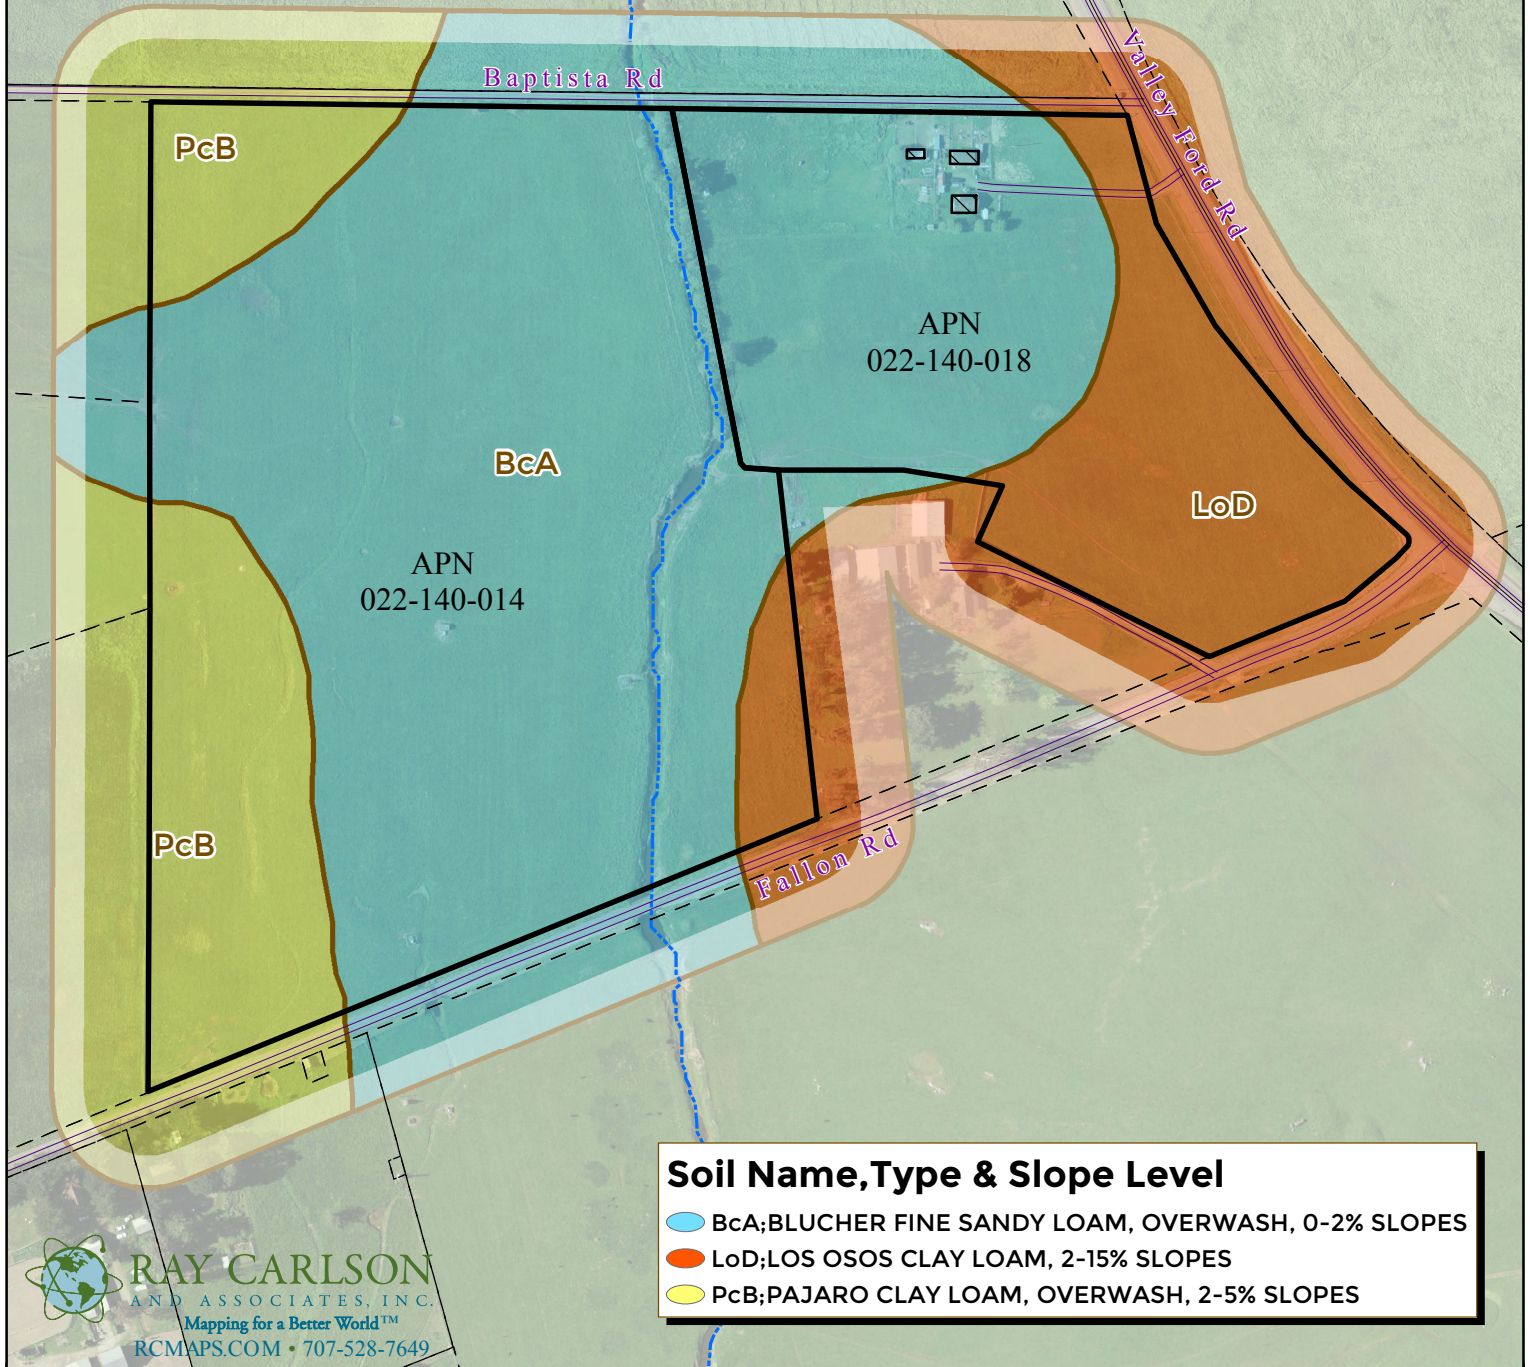 Baptista Rd
Valley Ford Rd
PcB
APN
022-140-018
BcA
LoD
APN
022-140-014
PcB
Fallon Rd
Soil Name,Type & Slope Level
BcA;BLUCHER FINE SANDY LOAM, OVERWASH, 0-2% SLOPES
LoD;LOS OSOS CLAY LOAM, 2-15% SLOPES
PcB;PAJARO CLAY LOAM, OVERWASH, 2-5% SLOPES
RAY CARLSON
AND ASSOCIATES, INC.
Mapping for a Better World™
RCMAPS.COM • 707-528-7649